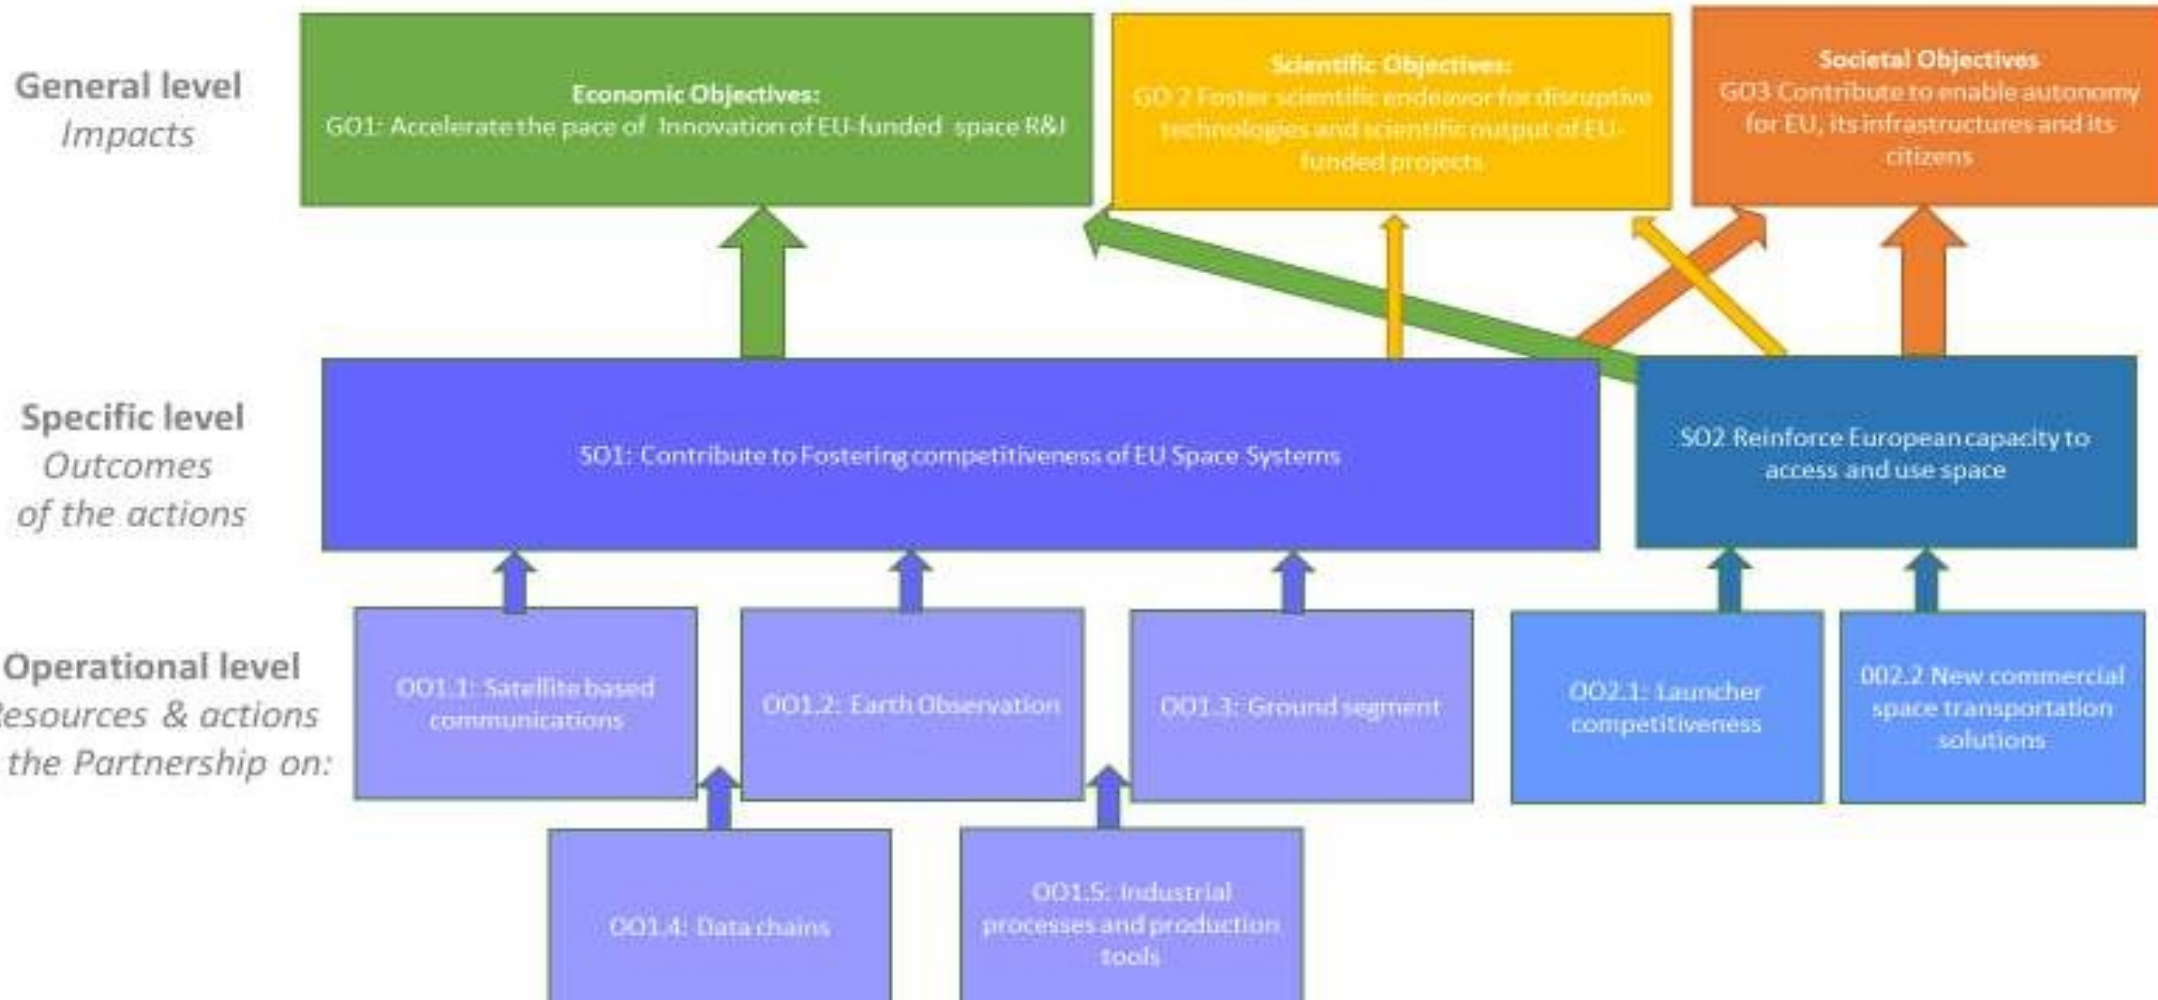 General level
Impacts
Economic Objectives:
GO1: Accelerate the pace of Innovation of EU-funded space R&I
Scientific Objectives:
GO 2 Foster scientific endeavor for disruptive
technologies and scientific output of EU-
funded projects
Societal Objectives
GO3 Contribute to enable autonomy
for EU, its infrastructures and its
citizens
Specific level
Outcomes
of the actions
SO1: Contribute to Fostering competitiveness of EU Space Systems
SO2 Reinforce European capacity to
access and use space
Operational level
Resources & actions
the Partnership on:
OO1.1: Satellite based
communications
OO1.2: Earth Observation
OO1.3: Ground segment
OO2.1: Launcher
competitiveness
002.2 New commercial
space transportation
solutions
OO1.4: Data chains
OO1.5: Industrial
processes and production
tools